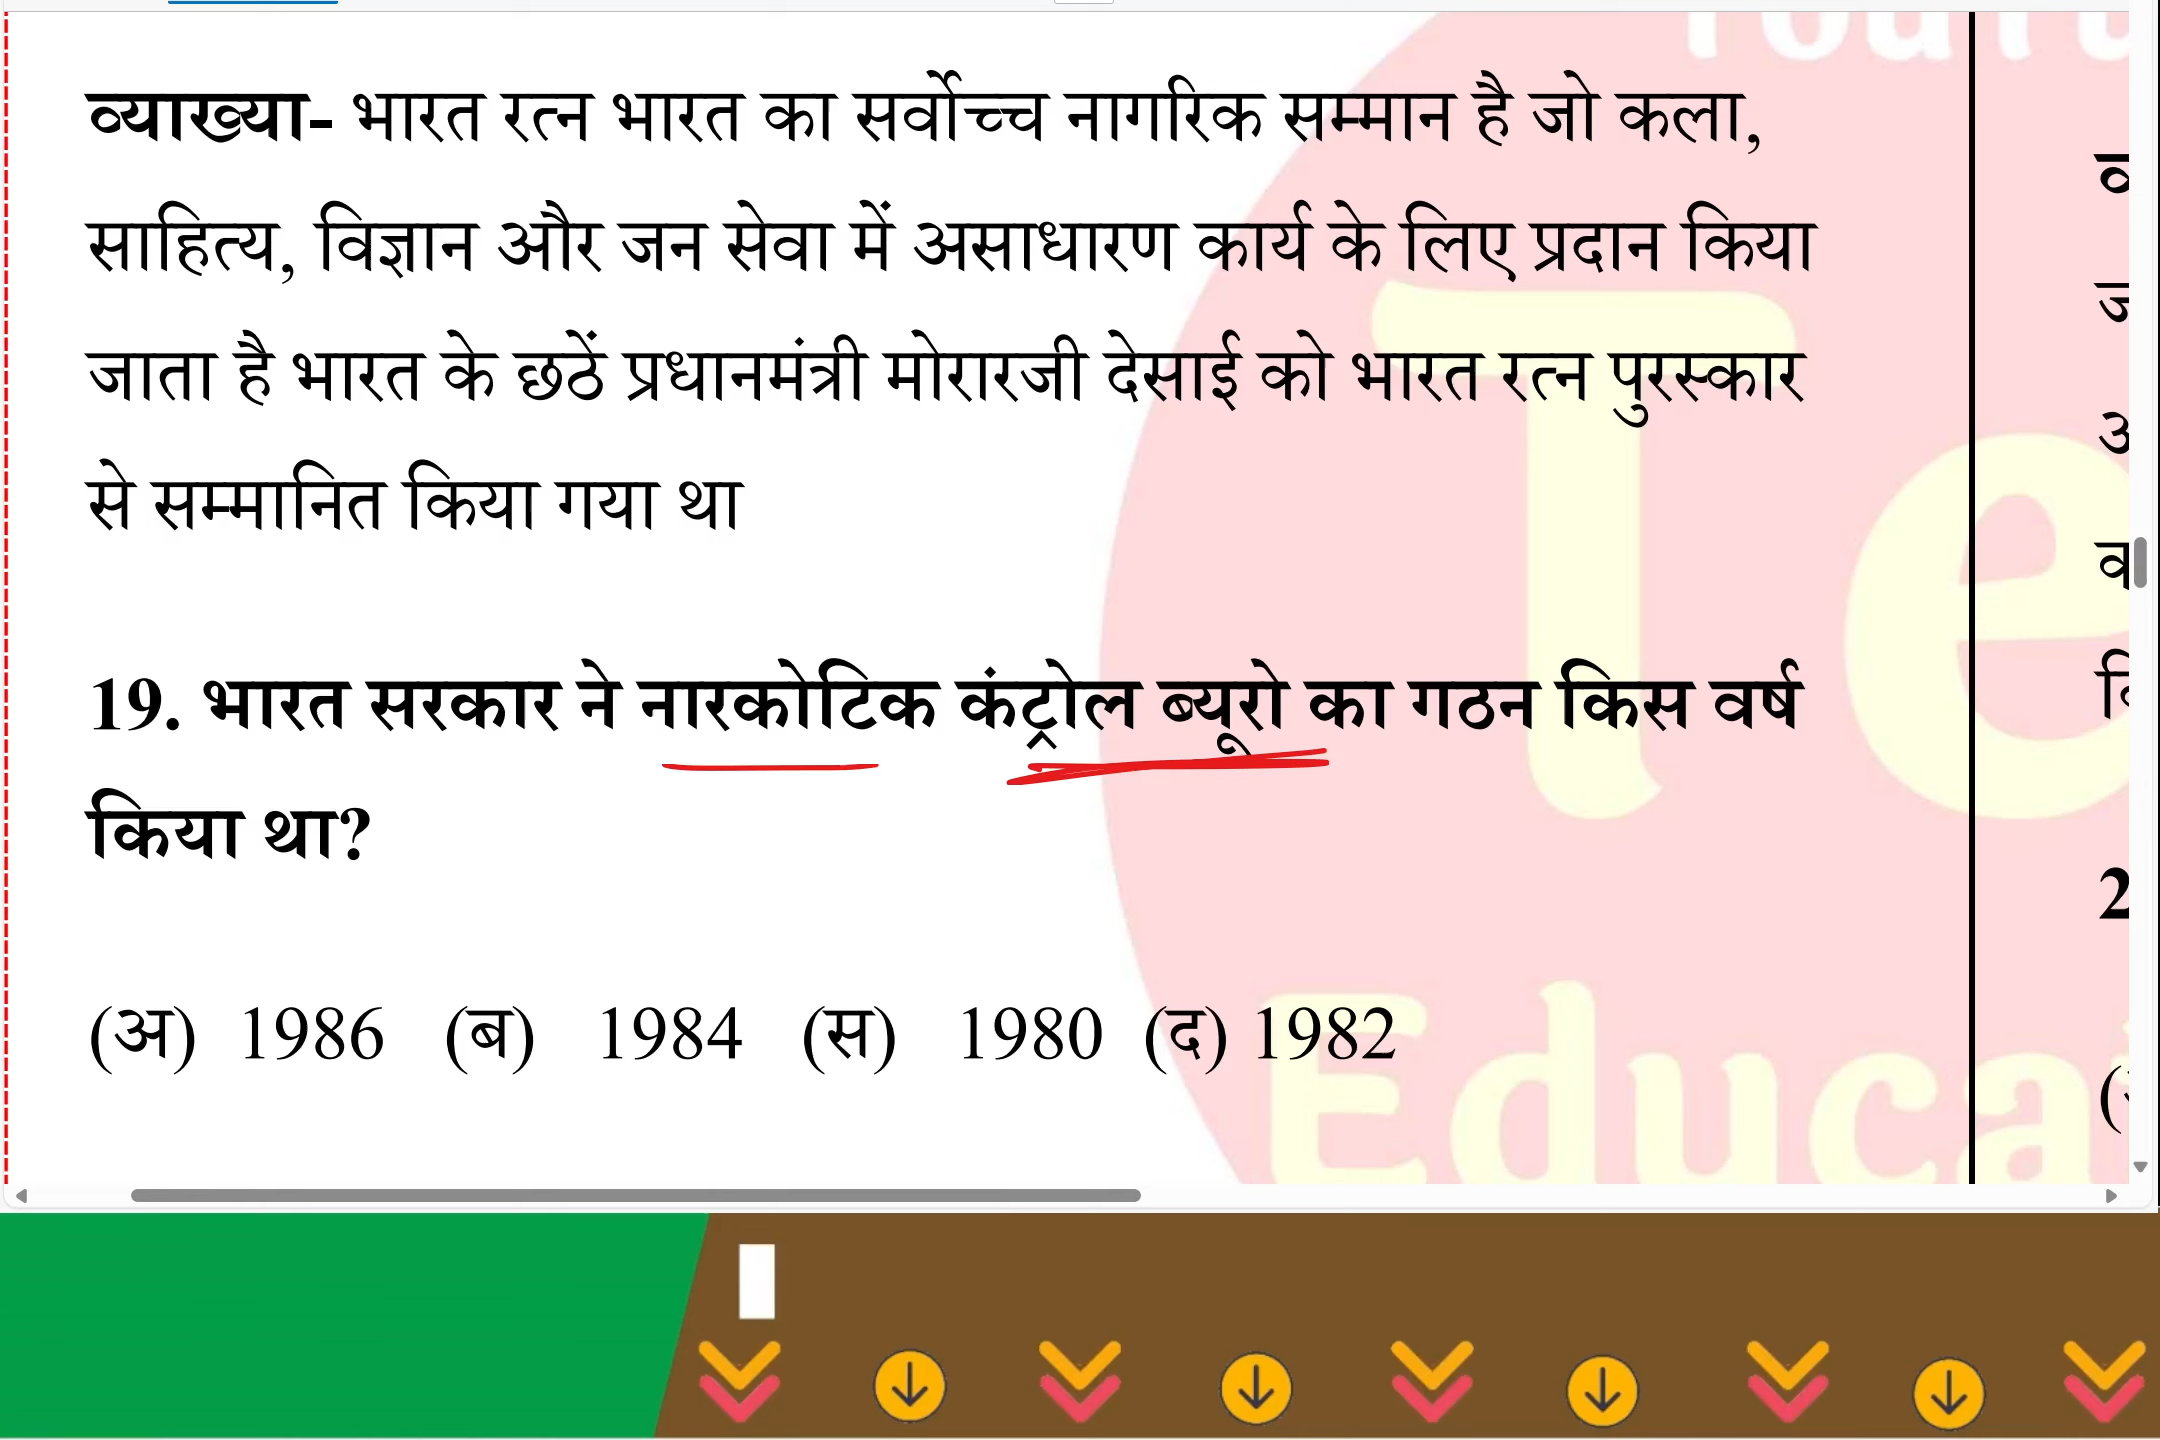 व्याख्या- भारत रत्न भारत का सर्वोच्च नागरिक सम्मान है जो कला,
साहित्य, विज्ञान और जन सेवा में असाधारण कार्य के लिए प्रदान किया
जाता है भारत के छठें प्रधानमंत्री मोरारजी देसाई को भारत रत्न पुरस्कार
से सम्मानित किया गया था
19. भारत सरकार ने नारकोटिक कंट्रोल ब्यूरो का गठन किस वर्ष
किया था?
(अ) 1986 (ब) 1984 (स) 1980 (द) 1982